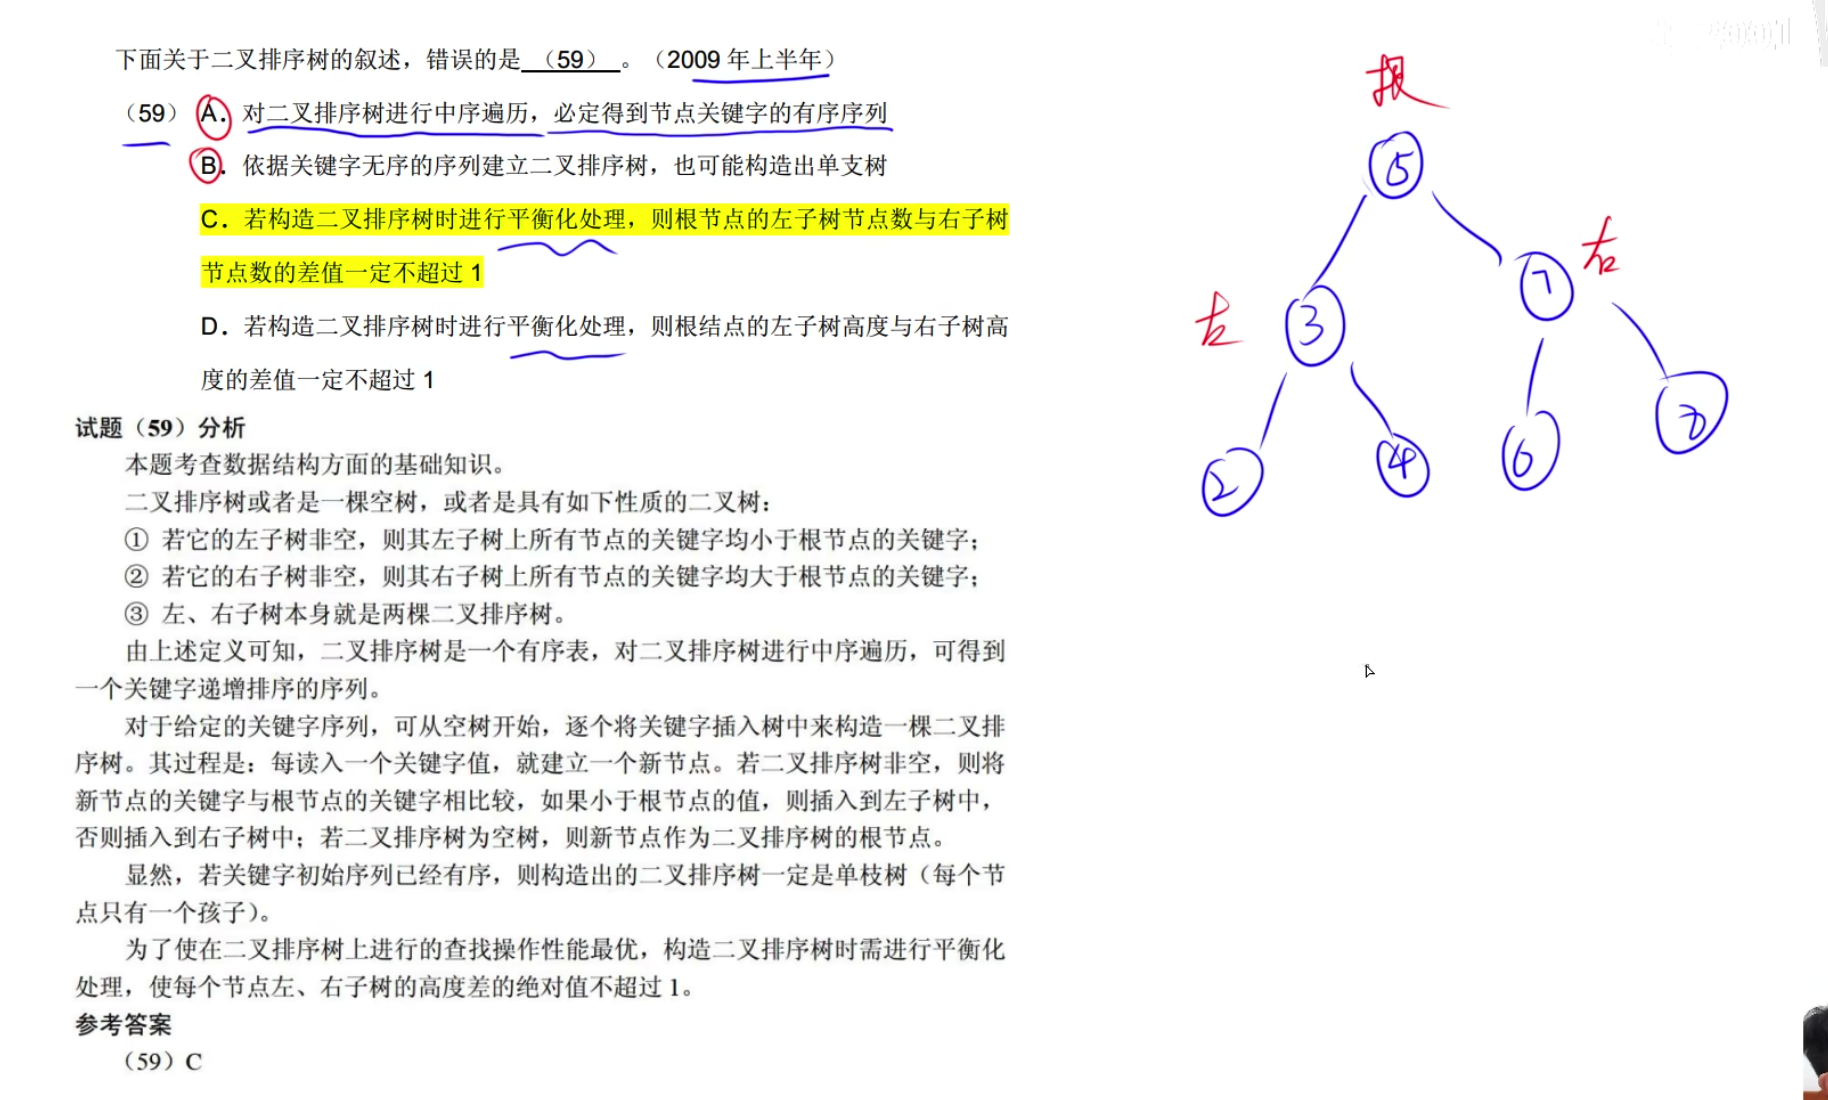 下面关于二叉排序树的叙述，错误的是 （59） 。（2009 年上半年）
（59） A．对二叉排序树进行中序遍历，必定得到节点关键字的有序序列
B．依据关键字无序的序列建立二叉排序树，也可能构造出单支树
C．若构造二叉排序树时进行平衡化处理，则根节点的左子树节点数与右子树
节点数的差值一定不超过 1
D．若构造二叉排序树时进行平衡化处理，则根结点的左子树高度与右子树高
度的差值一定不超过 1
试题（59）分析
本题考查数据结构方面的基础知识。
二叉排序树或者是一棵空树，或者是具有如下性质的二叉树：
① 若它的左子树非空，则其左子树上所有节点的关键字均小于根节点的关键字；
② 若它的右子树非空，则其右子树上所有节点的关键字均大于根节点的关键字；
③ 左、右子树本身就是两棵二叉排序树。
由上述定义可知，二叉排序树是一个有序表，对二叉排序树进行中序遍历，可得到
一个关键字递增排序的序列。
对于给定的关键字序列，可从空树开始，逐个将关键字插入树中来构造一棵二叉排
序树。其过程是：每读入一个关键字值，就建立一个新节点。若二叉排序树非空，则将
新节点的关键字与根节点的关键字相比较，如果小于根节点的值，则插入到左子树中，
否则插入到右子树中；若二叉排序树为空树，则新节点作为二叉排序树的根节点。
显然，若关键字初始序列已经有序，则构造出的二叉排序树一定是单枝树（每个节
点只有一个孩子）。
为了使在二叉排序树上进行的查找操作性能最优，构造二叉排序树时需进行平衡化
处理，使每个节点左、右子树的高度差的绝对值不超过 1。
参考答案
（59）C
根
5
右
7
左
3
8
2
4
6